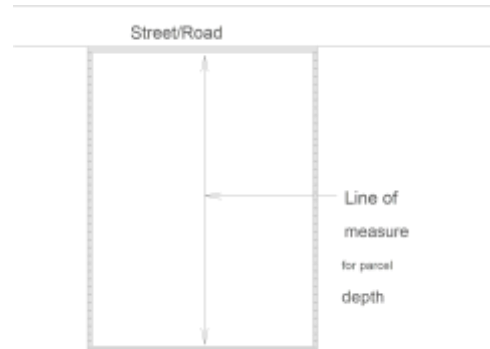 Street/Road
Line of
measure
for parcel
depth